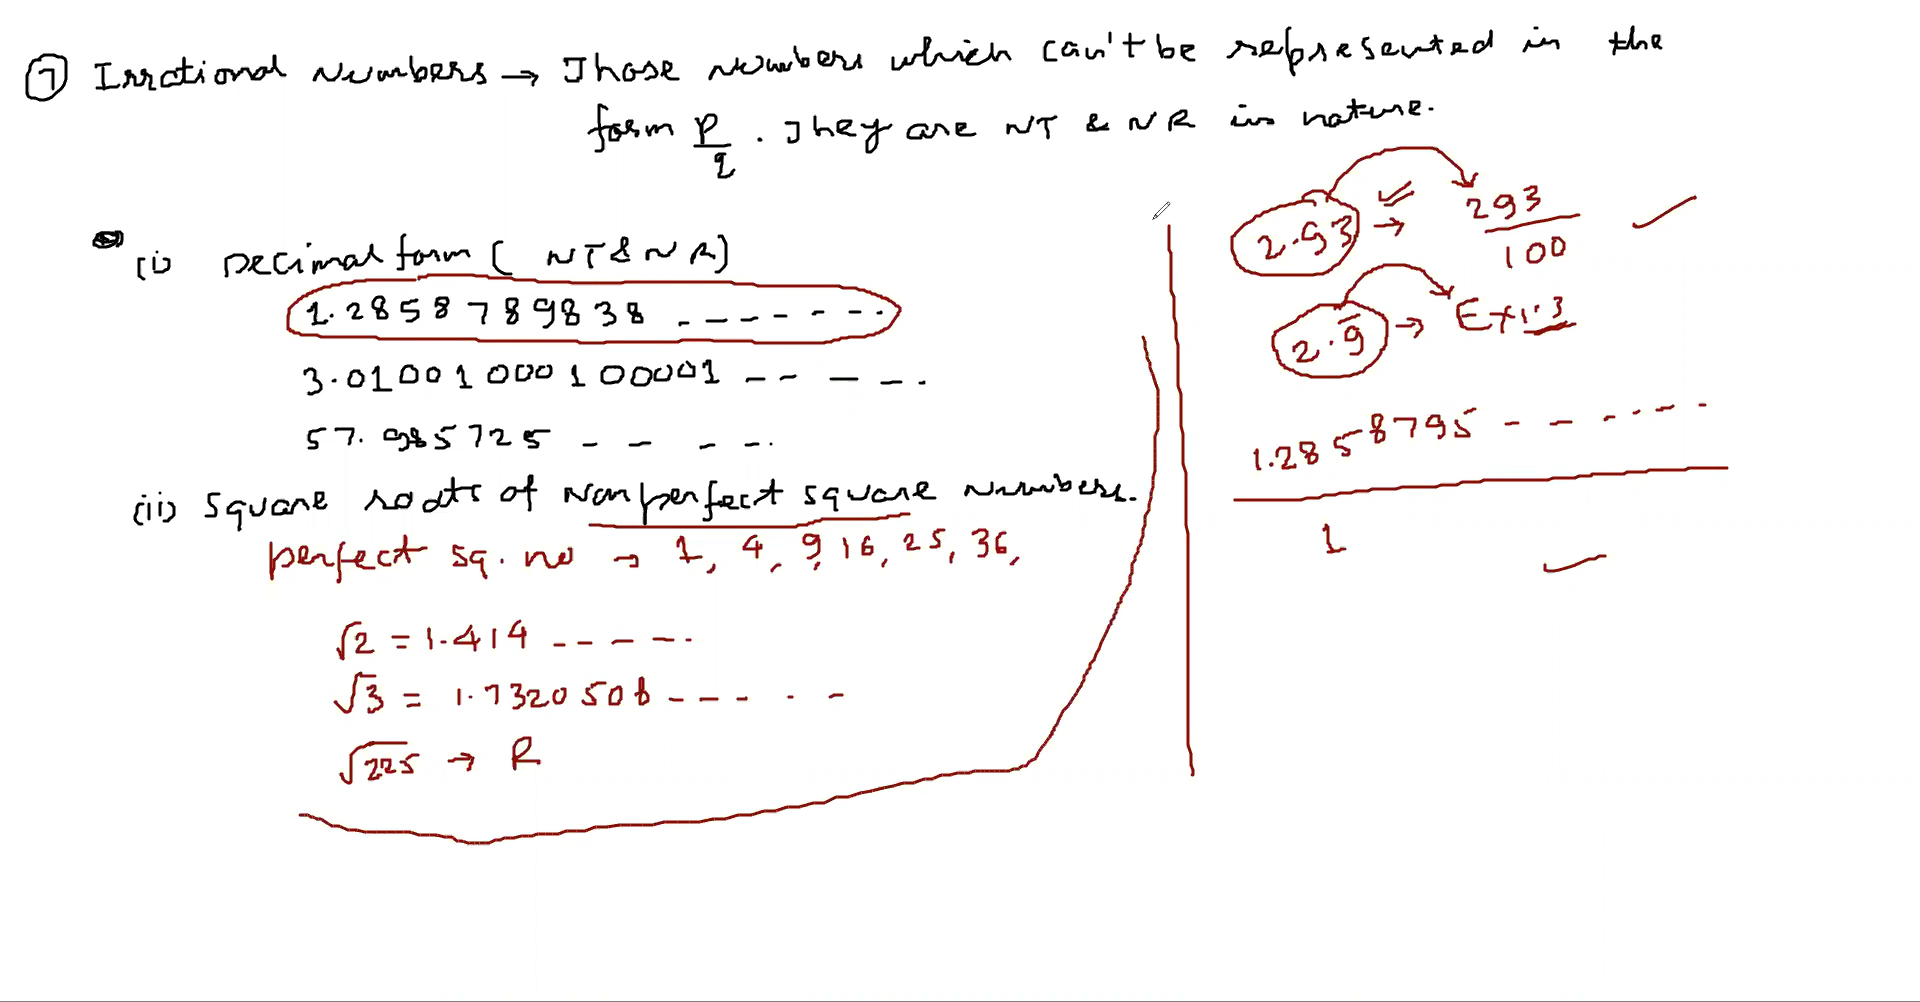 7 Irrational Numbers → Those numbers which can't be represented in the
form p/q. They are NT & NR in nature.
(i) Decimal form ( NT & NR)
1.28587789838 - - - - - - -
3.01001000100001 - - - - -
57.985725 - - - -
(ii) Square roots of Nonperfect square numbers.
perfect sq. no → 1, 4, 9, 16, 25, 36,
√2 = 1.414 - - - - -
√3 = 1.7320508 - - - - -
√225 → R
2.93 → 293/100
2.9̅ → Ex 1.3
1.2858795 - - - - - -
1